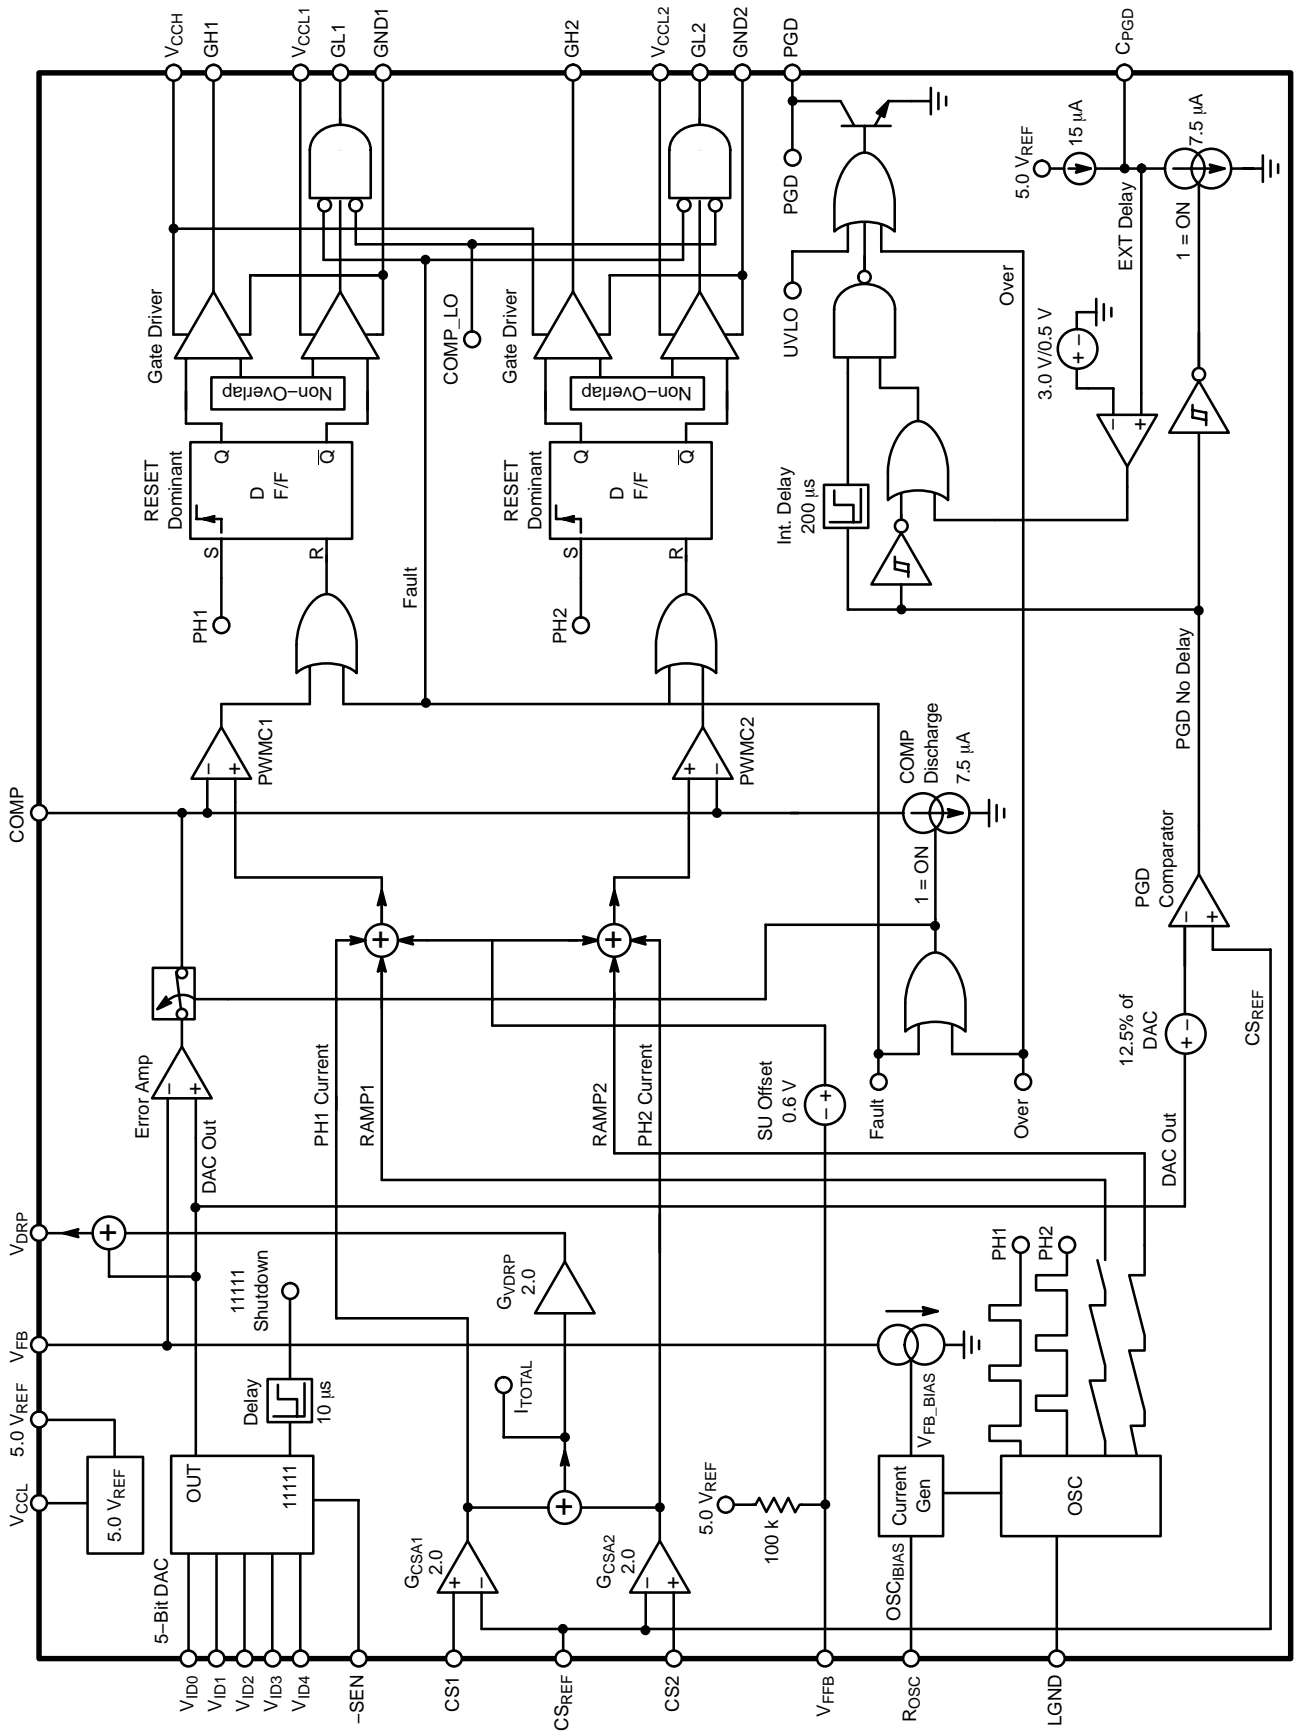 COMP
VDRP
VFB
5.0 VREF
VCCL
5.0 VREF
5-Bit DAC
OUT
11111
Delay
10 μs
11111
Shutdown
VID0
VID1
VID2
VID3
VID4
-SEN
CS1
CSREF
CS2
VFFB
ROSC
LGND
Error Amp
-
+
DAC Out
+
GCSA1
2.0
+
-
GCSA2
2.0
-
+
+
ITOTAL
GVDRP
2.0
PH1 Current
RAMP1
RAMP2
PH2 Current
+
+
5.0 VREF
100 k
SU Offset
0.6 V
- +
OSCIBIAS
Current
Gen
VFB_BIAS
OSC
PH1
PH2
PWMC1
-
+
PWMC2
+
-
COMP
Discharge
7.5 μA
1 = ON
Fault
Over
DAC Out
12.5% of
DAC
+ -
CSREF
PGD
Comparator
-
+
PGD No Delay
Fault
PH1
S
R
RESET
Dominant
D
F/F
Q
Q
Non-Overlap
Gate Driver
PH2
S
R
RESET
Dominant
D
F/F
Q
Q
Non-Overlap
Gate Driver
COMP_LO
Int. Delay
200 μs
UVLO
PGD
Over
3.0 V/0.5 V
+ -
-
+
EXT Delay
1 = ON
5.0 VREF
15 μA
7.5 μA
VCCH
GH1
VCCL1
GL1
GND1
GH2
VCCL2
GL2
GND2
PGD
CPGD